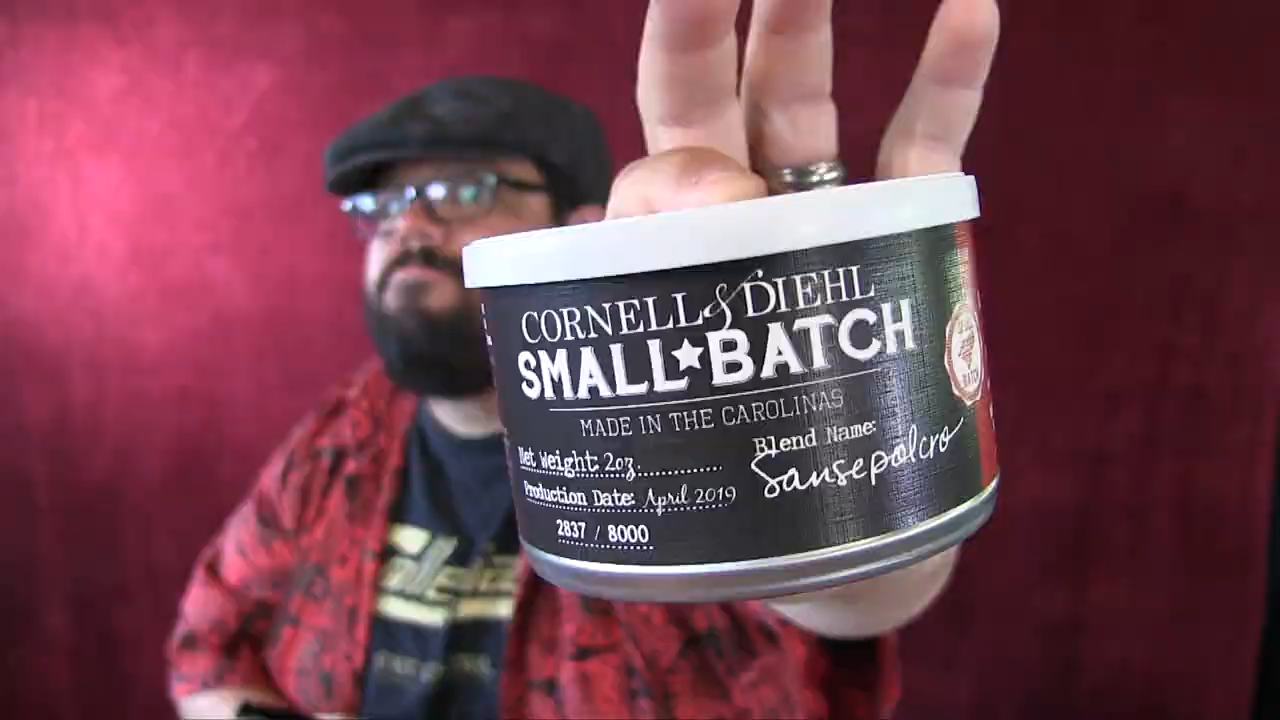 CORNELL & DIEHL
SMALL★BATCH
MADE IN THE CAROLINAS
Net Weight: 2oz
Production Date: April 2019
2837 / 8000
Blend Name:
Sansepolcro
BATCH